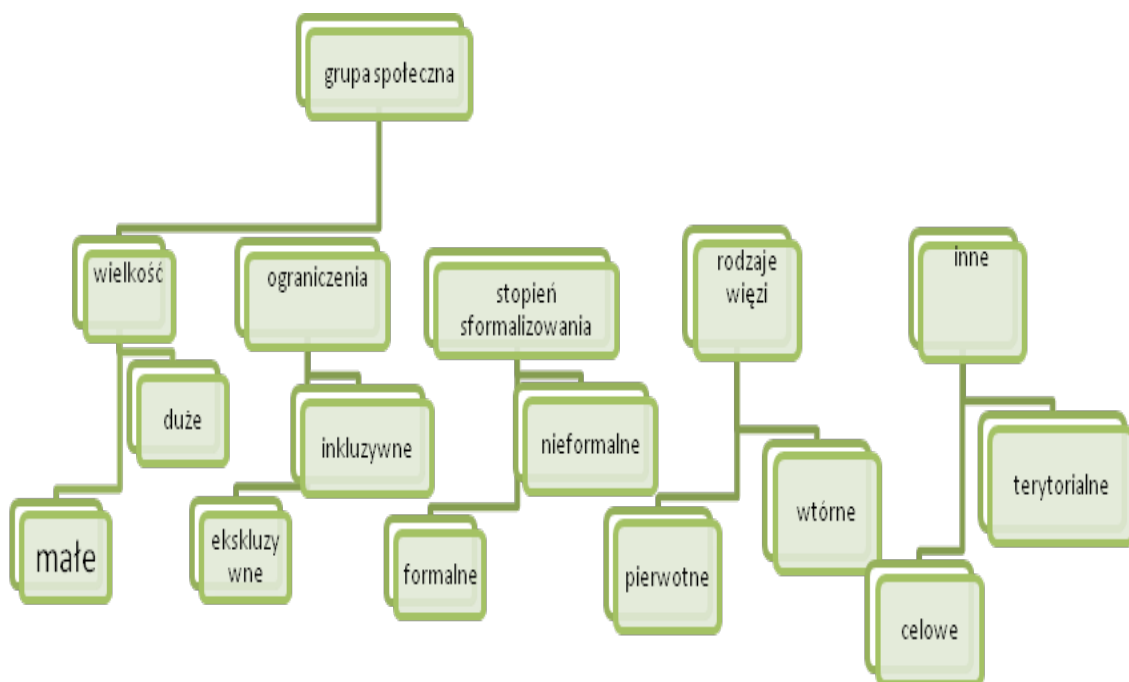 grupa społeczna
wielkość
ograniczenia
stopień
sformalizowania
rodzaje
więzi
inne
duże
inkluzywne
nieformalne
wtórne
terytorialne
małe
ekskluzy
wne
formalne
pierwotne
celowe